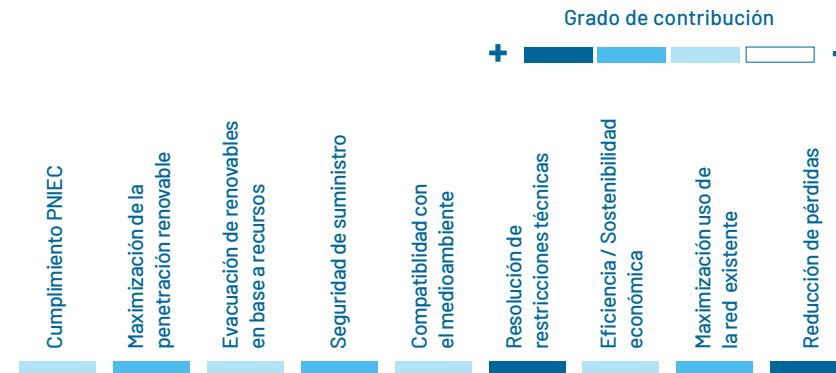 Grado de contribución
+
Cumplimiento PNIEC
Maximización de la
penetración renovable
Evacuación de renovables
en base a recursos
Seguridad de suministro
Compatiblidad con
el medioambiente
Resolución de
restricciones técnicas
Eficiencia / Sostenibilidad
económica
Maximización uso de
la red existente
Reducción de pérdidas